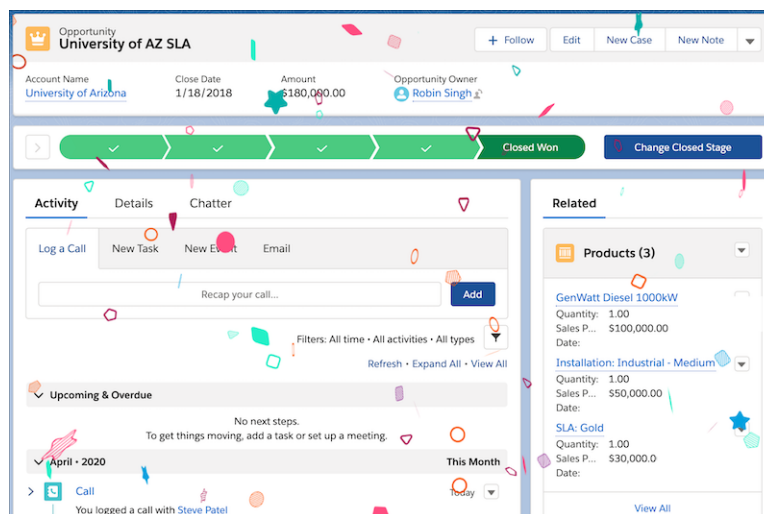 Opportunity
University of AZ SLA
+ Follow
Edit
New Case
New Note
Account Name
Close Date
Amount
Opportunity Owner
University of Arizona
1/18/2018
$180,000.00
Robin Singh
Closed Won
Change Closed Stage
Activity
Details
Chatter
Related
Log a Call
New Task
New Event
Email
Products (3)
Recap your call...
Add
GenWatt Diesel 1000kW
Quantity: 1.00
Sales P... $100,000.00
Date:
Filters: All time • All activities • All types
Refresh • Expand All • View All
Installation: Industrial - Medium
Quantity: 1.00
Sales P... $50,000.00
Date:
Upcoming & Overdue
No next steps.
To get things moving, add a task or set up a meeting.
SLA: Gold
Quantity: 1.00
Sales P... $30,000.0
Date:
April • 2020
This Month
Call
Today
You logged a call with Steve Patel
View All